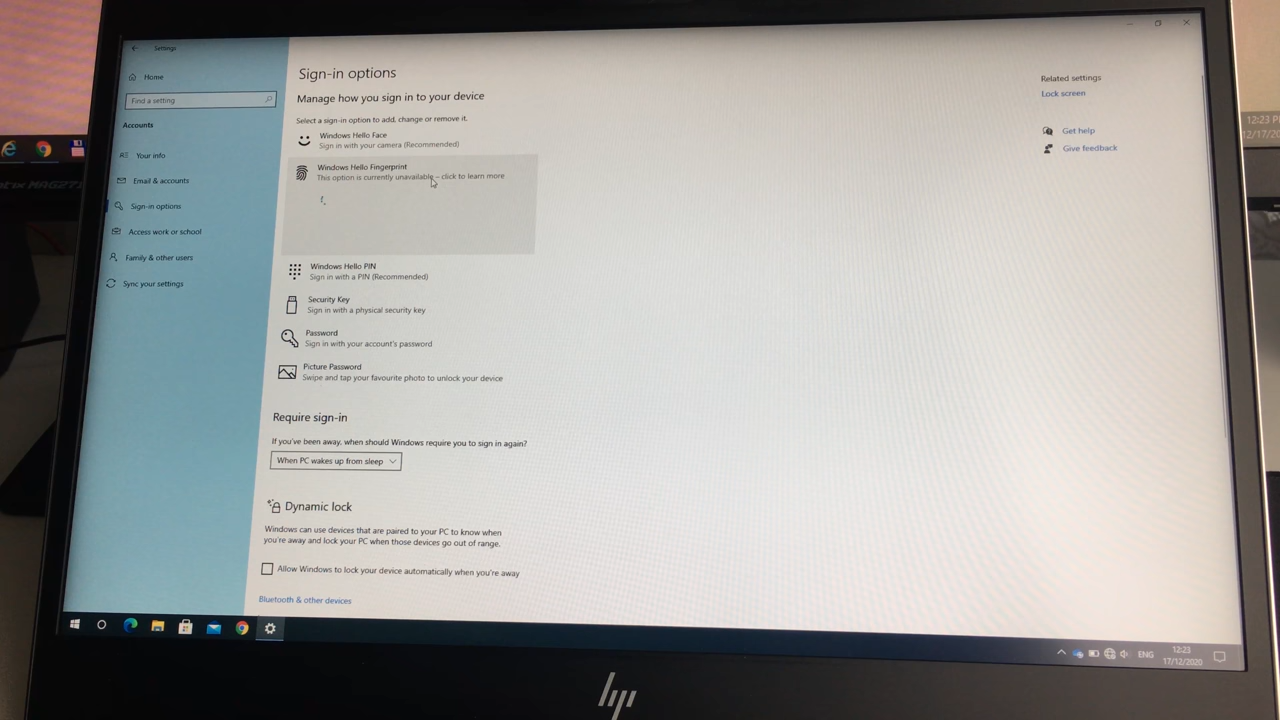 Settings
Home
Find a setting
Accounts
Your info
Email & accounts
Sign-in options
Access work or school
Family & other users
Sync your settings
Sign-in options
Manage how you sign in to your device
Select a sign-in option to add, change or remove it.
Windows Hello Face
Sign in with your camera (Recommended)
Windows Hello Fingerprint
This option is currently unavailable – click to learn more
Windows Hello PIN
Sign in with a PIN (Recommended)
Security Key
Sign in with a physical security key
Password
Sign in with your account's password
Picture Password
Swipe and tap your favourite photo to unlock your device
Require sign-in
If you've been away, when should Windows require you to sign in again?
When PC wakes up from sleep
Dynamic lock
Windows can use devices that are paired to your PC to know when
you're away and lock your PC when those devices go out of range.
Allow Windows to lock your device automatically when you're away
Bluetooth & other devices
Related settings
Lock screen
Get help
Give feedback
ENG
12:23
17/12/2020
hp
12:23 P
12/17/20